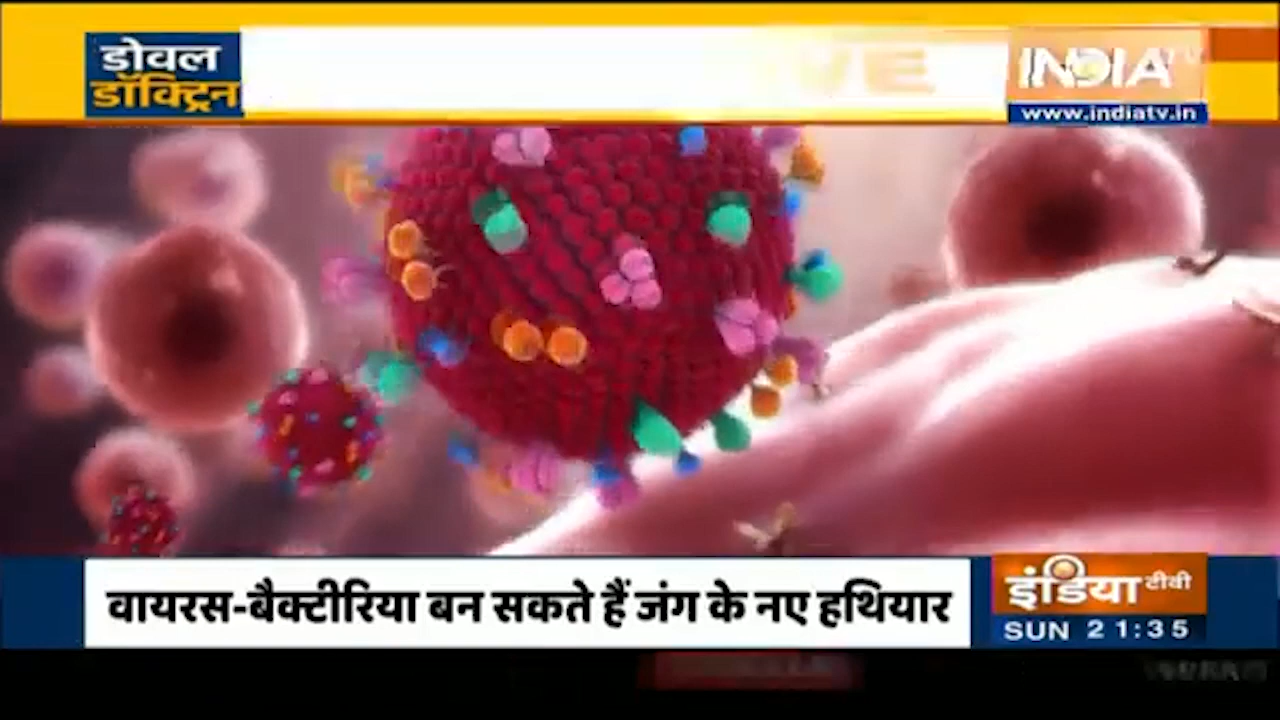 डोवल
डॉक्ट्रिन
INDIA
www.indiatv.in
वायरस-बैक्टीरिया बन सकते हैं जंग के नए हथियार
इंडिया टीवी
SUN 21:35